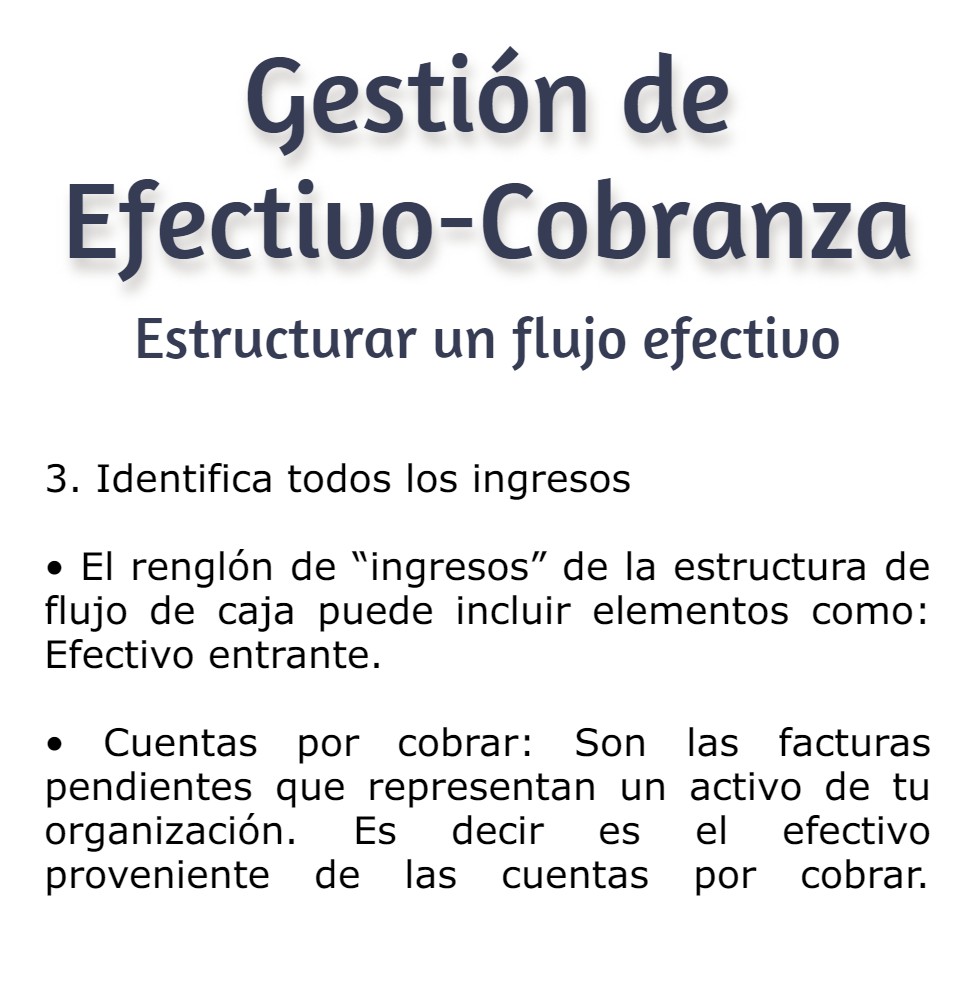 Gestión de
Efectivo-Cobranza
Estructurar un flujo efectivo
3. Identifica todos los ingresos
• El renglón de “ingresos” de la estructura de
flujo de caja puede incluir elementos como:
Efectivo entrante.
• Cuentas por cobrar: Son las facturas
pendientes que representan un activo de tu
organización. Es decir es el efectivo
proveniente de las cuentas por cobrar.